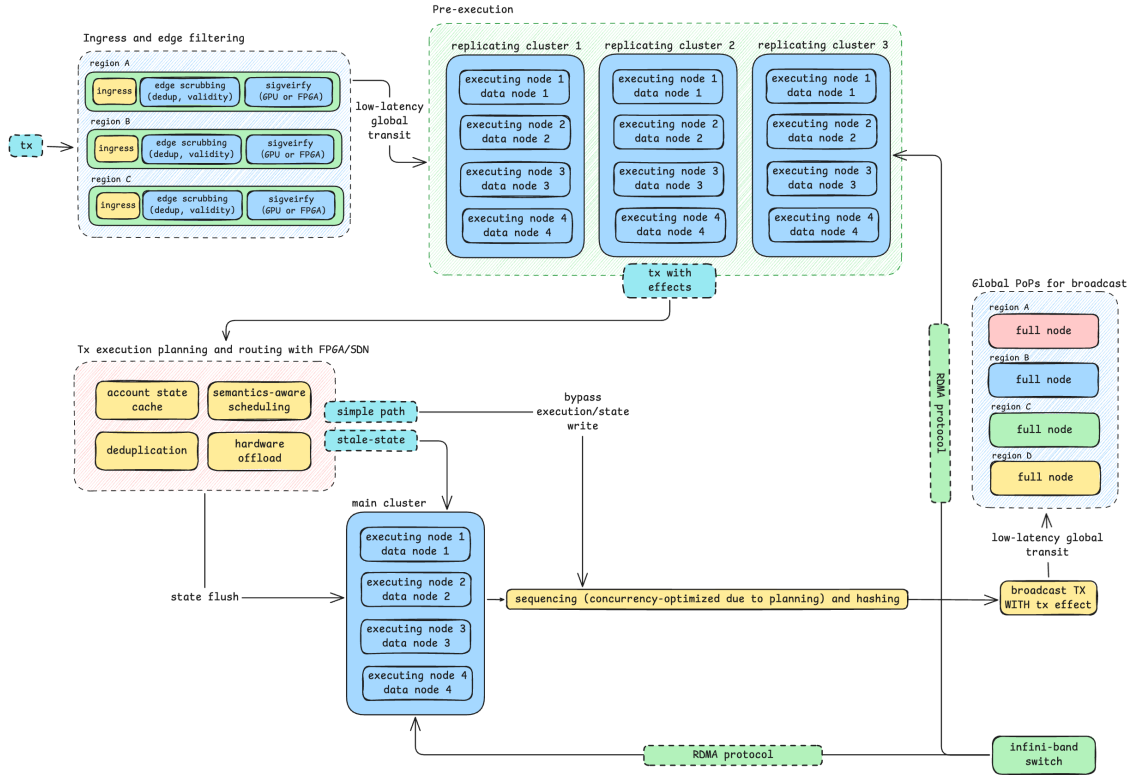 Pre-execution
Ingress and edge filtering
region A
ingress
edge scrubbing
(dedup, validity)
sigveirfy
(GPU or FPGA)
region B
ingress
edge scrubbing
(dedup, validity)
sigveirfy
(GPU or FPGA)
region C
ingress
edge scrubbing
(dedup, validity)
sigveirfy
(GPU or FPGA)
tx
low-latency
global
transit
replicating cluster 1
executing node 1
data node 1
executing node 2
data node 2
executing node 3
data node 3
executing node 4
data node 4
replicating cluster 2
executing node 1
data node 1
executing node 2
data node 2
executing node 3
data node 3
executing node 4
data node 4
replicating cluster 3
executing node 1
data node 1
executing node 2
data node 2
executing node 3
data node 3
executing node 4
data node 4
tx with
effects
Global PoPs for broadcast
region A
full node
region B
full node
region C
full node
region D
full node
RDMA protocol
Tx execution planning and routing with FPGA/SDN
account state
cache
semantics-aware
scheduling
deduplication
hardware
offload
simple path
stale-state
bypass
execution/state
write
main cluster
executing node 1
data node 1
executing node 2
data node 2
executing node 3
data node 3
executing node 4
data node 4
state flush
sequencing (concurrency-optimized due to planning) and hashing
low-latency global
transit
broadcast TX
WITH tx effect
RDMA protocol
infini-band
switch